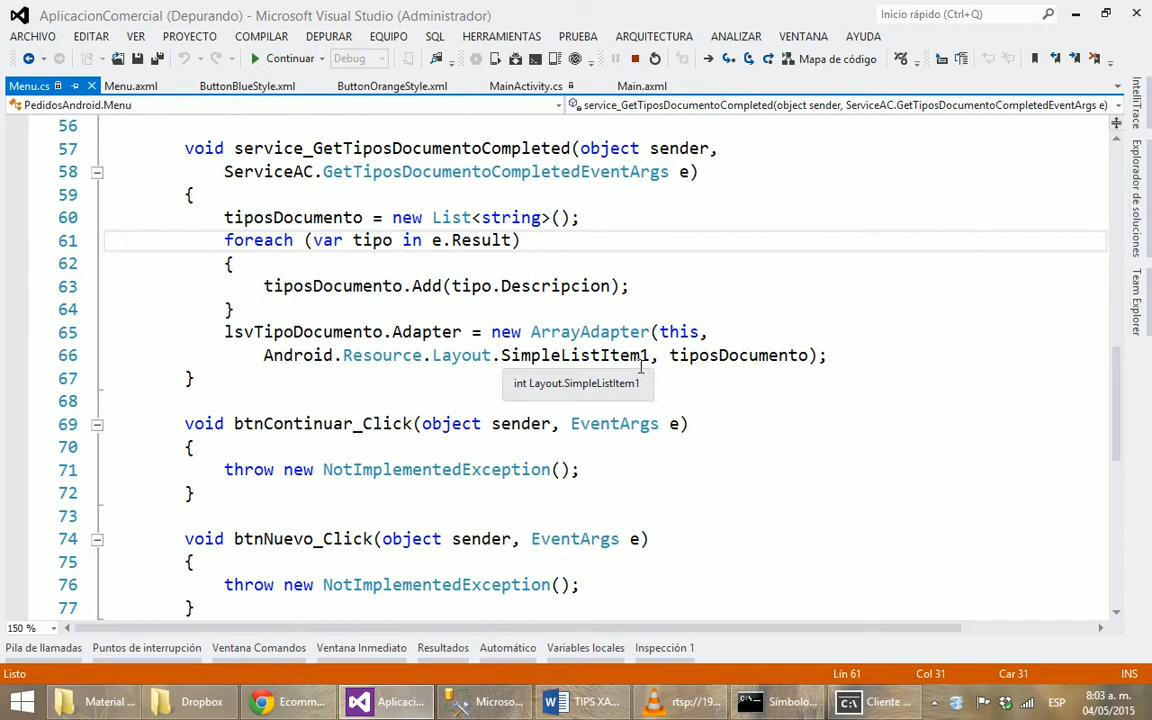 AplicacionComercial (Depurando) - Microsoft Visual Studio (Administrador)
Inicio rápido (Ctrl+Q)
ARCHIVO EDITAR VER PROYECTO COMPILAR DEPURAR EQUIPO SQL HERRAMIENTAS PRUEBA ARQUITECTURA ANALIZAR VENTANA AYUDA
Continuar Debug Mapa de código
Menu.cs Menu.axml ButtonBlueStyle.xml ButtonOrangeStyle.xml MainActivity.cs Main.axml
PedidosAndroid.Menu service_GetTiposDocumentoCompleted(object sender, ServiceAC.GetTiposDocumentoCompletedEventArgs e)
56
57 void service_GetTiposDocumentoCompleted(object sender,
58 ServiceAC.GetTiposDocumentoCompletedEventArgs e)
59 {
60 tiposDocumento = new List<string>();
61 foreach (var tipo in e.Result)
62 {
63 tiposDocumento.Add(tipo.Descripcion);
64 }
65 lsvTipoDocumento.Adapter = new ArrayAdapter(this,
66 Android.Resource.Layout.SimpleListItem1, tiposDocumento);
67 }
int Layout.SimpleListItem1
68
69 void btnContinuar_Click(object sender, EventArgs e)
70 {
71 throw new NotImplementedException();
72 }
73
74 void btnNuevo_Click(object sender, EventArgs e)
75 {
76 throw new NotImplementedException();
77 }
150 %
IntelliTrace
Explorador de soluciones
Team Explorer
Pila de llamadas Puntos de interrupción Ventana Comandos Ventana Inmediato Resultados Automático Variables locales Inspección 1
Listo Lín 61 Col 31 Car 31 INS
Material ... Dropbox Ecomm... Aplicaci... Microso... TIPS XA... rtsp://19... Símbolo... Cliente ... ESP 8:03 a. m.
04/05/2015